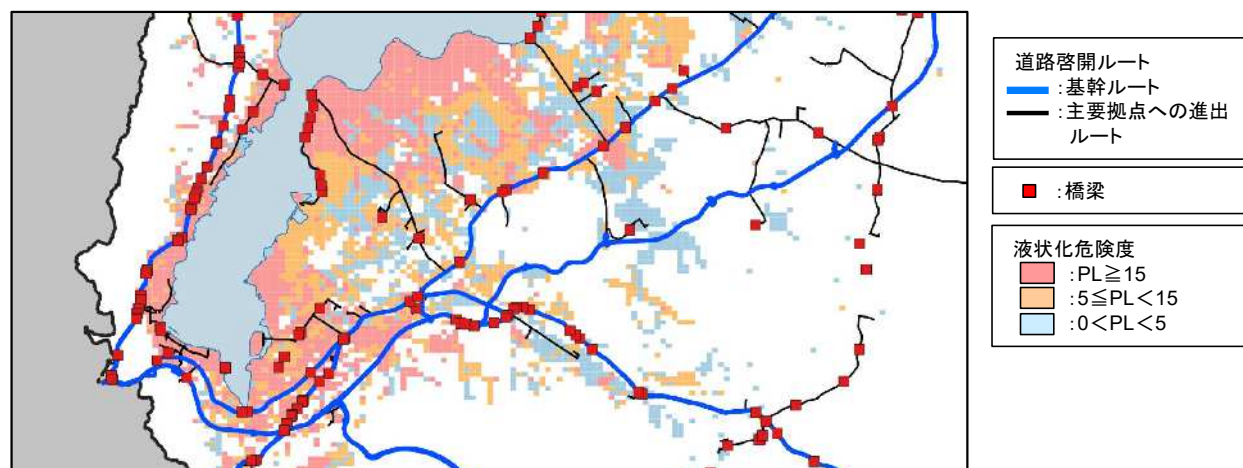 道路啓開ルート
:基幹ルート
:主要拠点への進出
ルート
:橋梁
液状化危険度
:PL≧15
:5≦PL<15
:0<PL<5